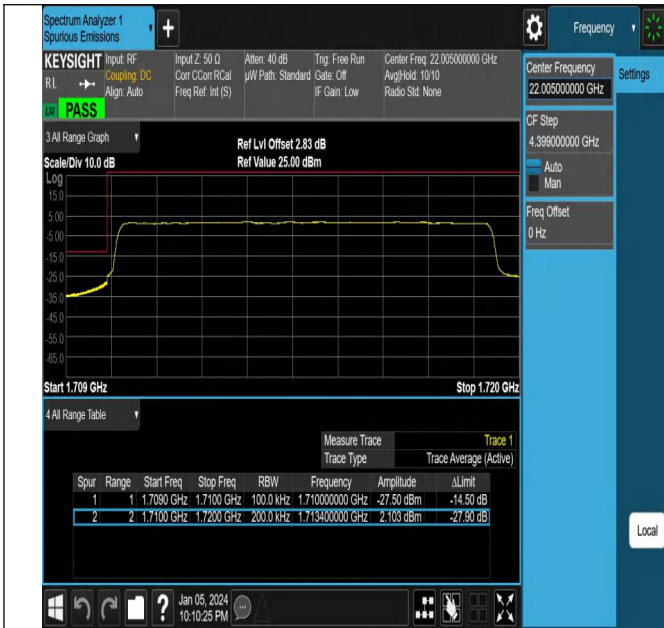 Spectrum Analyzer 1
Spurious Emissions
Frequency
KEYSIGHT
Input: RF
Coupling: DC
Align: Auto
Input Z: 50 Ω
Corr CCorr RCal
Freq Ref: Int (S)
Atten: 40 dB
µW Path: Standard
Trig: Free Run
Gate: Off
IF Gain: Low
Center Freq: 22.005000000 GHz
Avg|Hold: 10/10
Radio Std: None
RL
LXI
PASS
Center Frequency
22.005000000 GHz
Settings
CF Step
4.399000000 GHz
Auto
Man
Freq Offset
0 Hz
3 All Range Graph
Ref Lvl Offset 2.83 dB
Scale/Div 10.0 dB
Ref Value 25.00 dBm
Log
15.0
5.00
-5.00
-15.0
-25.0
-35.0
-45.0
-55.0
-65.0
Start 1.709 GHz
Stop 1.720 GHz
4 All Range Table
Measure Trace Trace 1
Trace Type Trace Average (Active)
Spur Range Start Freq Stop Freq RBW Frequency Amplitude ΔLimit
1 1 1.7090 GHz 1.7100 GHz 100.0 kHz 1.710000000 GHz -27.50 dBm -14.50 dB
2 2 1.7100 GHz 1.7200 GHz 200.0 kHz 1.713400000 GHz 2.103 dBm -27.90 dB
Local
?
Jan 05, 2024
10:10:25 PM